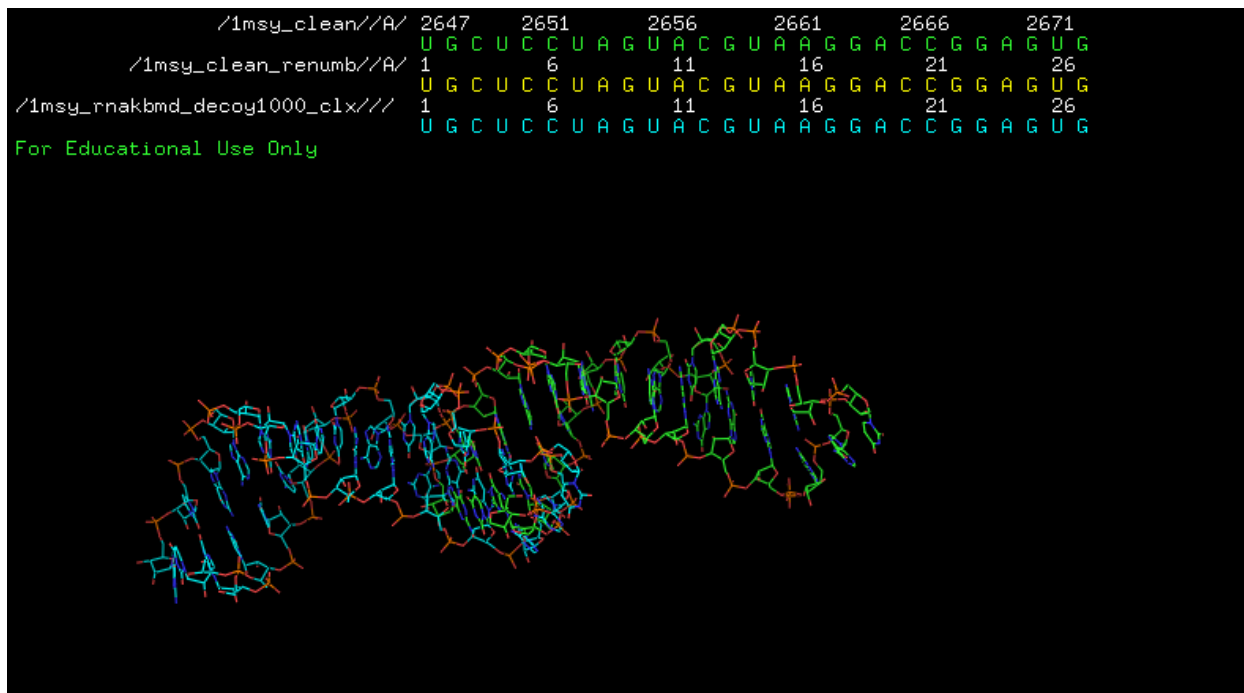 /1msy_clean//A/ 2647 2651 2656 2661 2666 2671
U G C U C C U A G U A C G U A A G G A C C G G A G U G
/1msy_clean_renumb//A/ 1 6 11 16 21 26
U G C U C C U A G U A C G U A A G G A C C G G A G U G
/1msy_rnakbmd_decoy1000_clx/// 1 6 11 16 21 26
U G C U C C U A G U A C G U A A G G A C C G G A G U G
For Educational Use Only